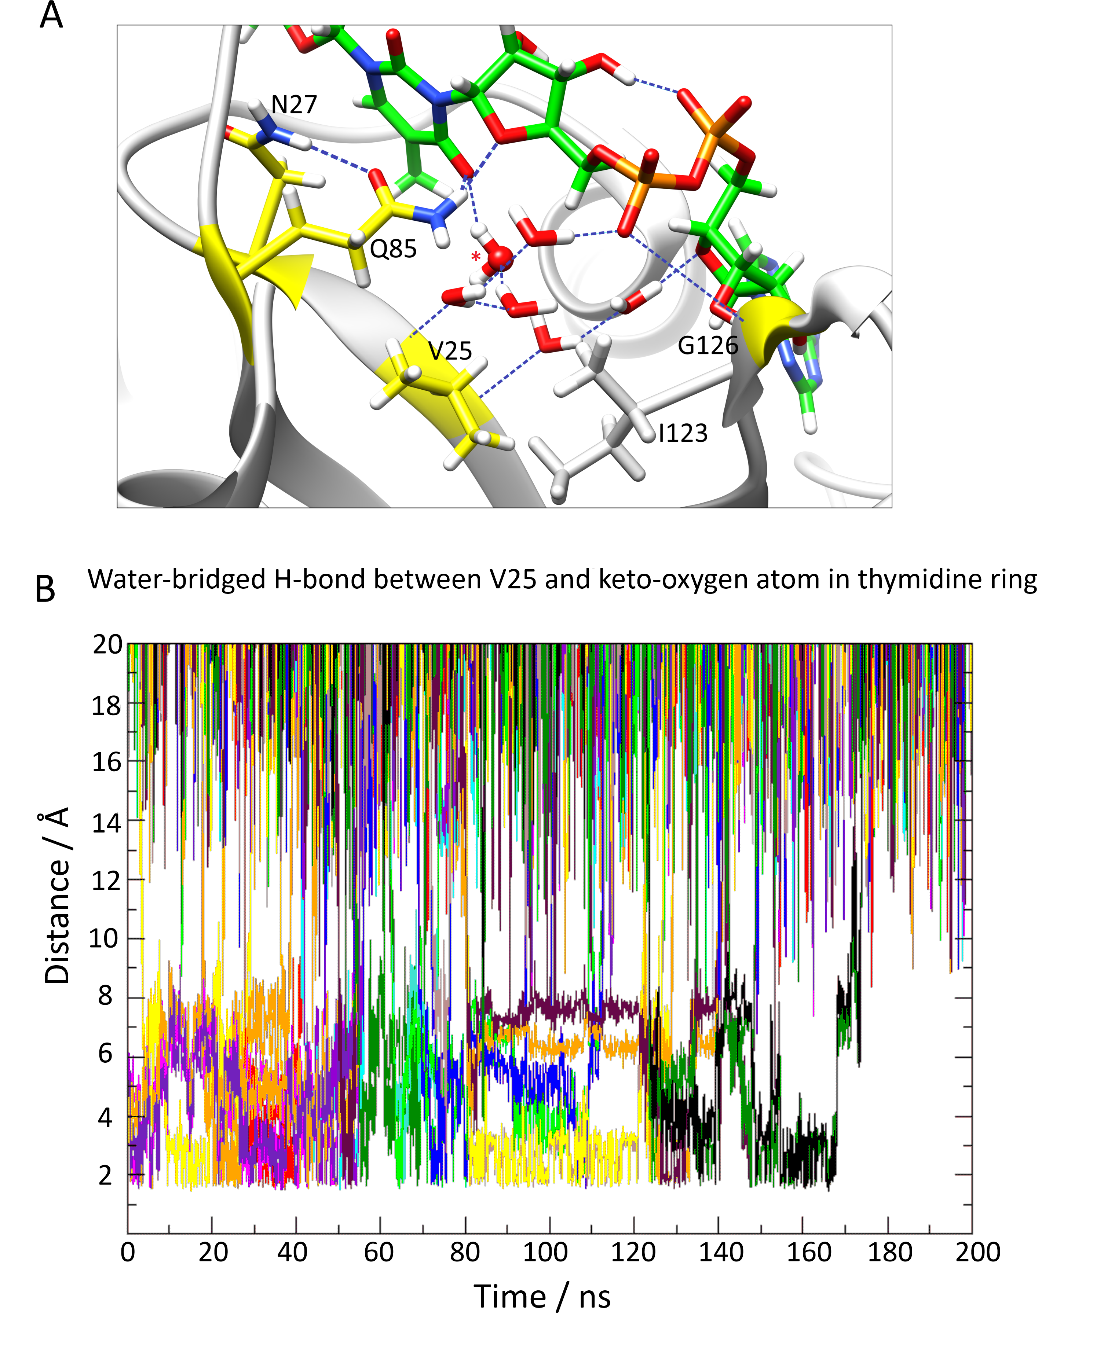 A
N27
Q85
*
V25
G126
I123
B Water-bridged H-bond between V25 and keto-oxygen atom in thymidine ring
20
18
16
14
12
10
8
6
4
2
Distance / Å
0 20 40 60 80 100 120 140 160 180 200
Time / ns